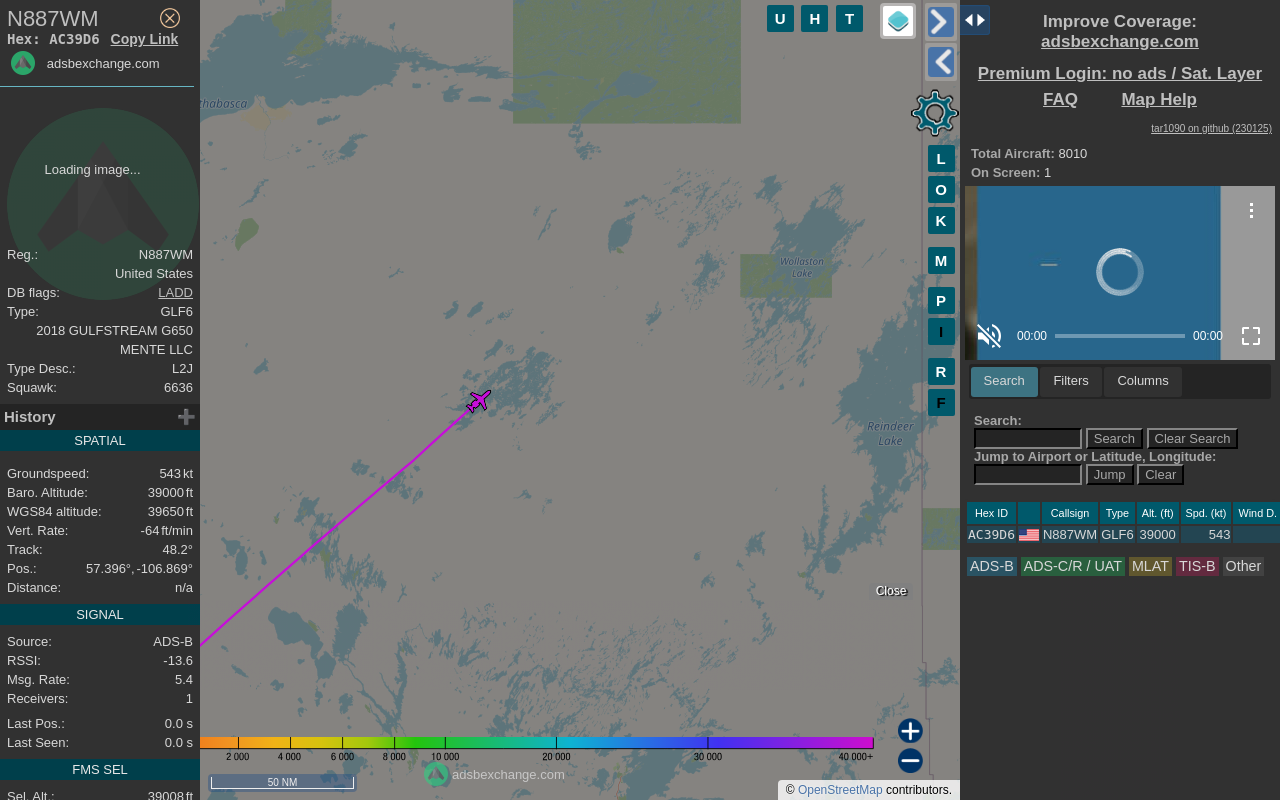 N887WM
Hex: AC39D6 Copy Link
adsbexchange.com
Loading image...
Reg.: N887WM
United States
DB flags: LADD
Type: GLF6
2018 GULFSTREAM G650
MENTE LLC
Type Desc.: L2J
Squawk: 6636
History
SPATIAL
Groundspeed: 543 kt
Baro. Altitude: 39000 ft
WGS84 altitude: 39650 ft
Vert. Rate: -64 ft/min
Track: 48.2°
Pos.: 57.396°, -106.869°
Distance: n/a
SIGNAL
Source: ADS-B
RSSI: -13.6
Msg. Rate: 5.4
Receivers: 1
Last Pos.: 0.0 s
Last Seen: 0.0 s
FMS SEL
Sel. Alt.: 39008 ft
thabasca
Wollaston
Lake
Reindeer
Lake
U H T
L
O
K
M
P
I
R
F
Close
2 000 4 000 6 000 8 000 10 000 20 000 30 000 40 000+
50 NM
adsbexchange.com
© OpenStreetMap contributors.
Improve Coverage:
adsbexchange.com
Premium Login: no ads / Sat. Layer
FAQ Map Help
tar1090 on github (230125)
Total Aircraft: 8010
On Screen: 1
00:00 00:00
Search Filters Columns
Search:
Search Clear Search
Jump to Airport or Latitude, Longitude:
Jump Clear
Hex ID Callsign Type Alt. (ft) Spd. (kt) Wind D.
AC39D6 N887WM GLF6 39000 543
ADS-B ADS-C/R / UAT MLAT TIS-B Other